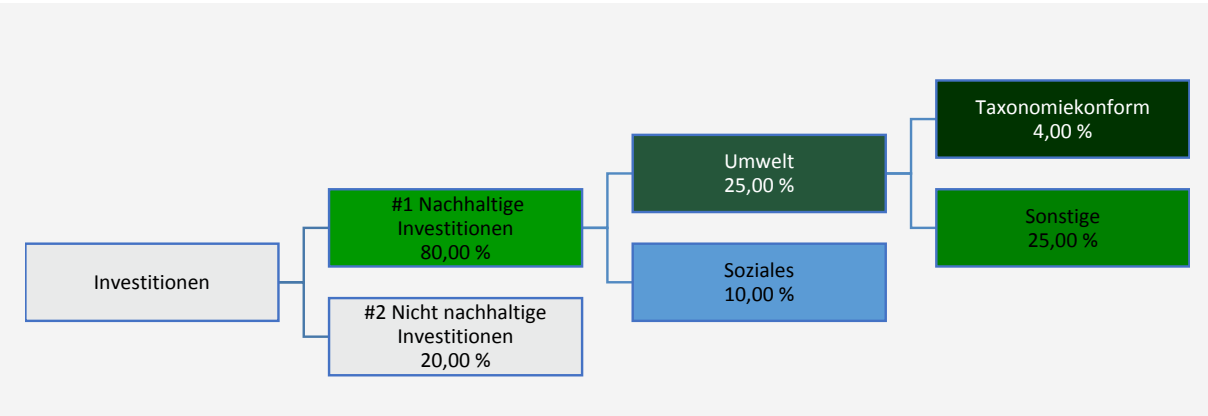 Investitionen
#1 Nachhaltige
Investitionen
80,00 %
#2 Nicht nachhaltige
Investitionen
20,00 %
Umwelt
25,00 %
Soziales
10,00 %
Taxonomiekonform
4,00 %
Sonstige
25,00 %